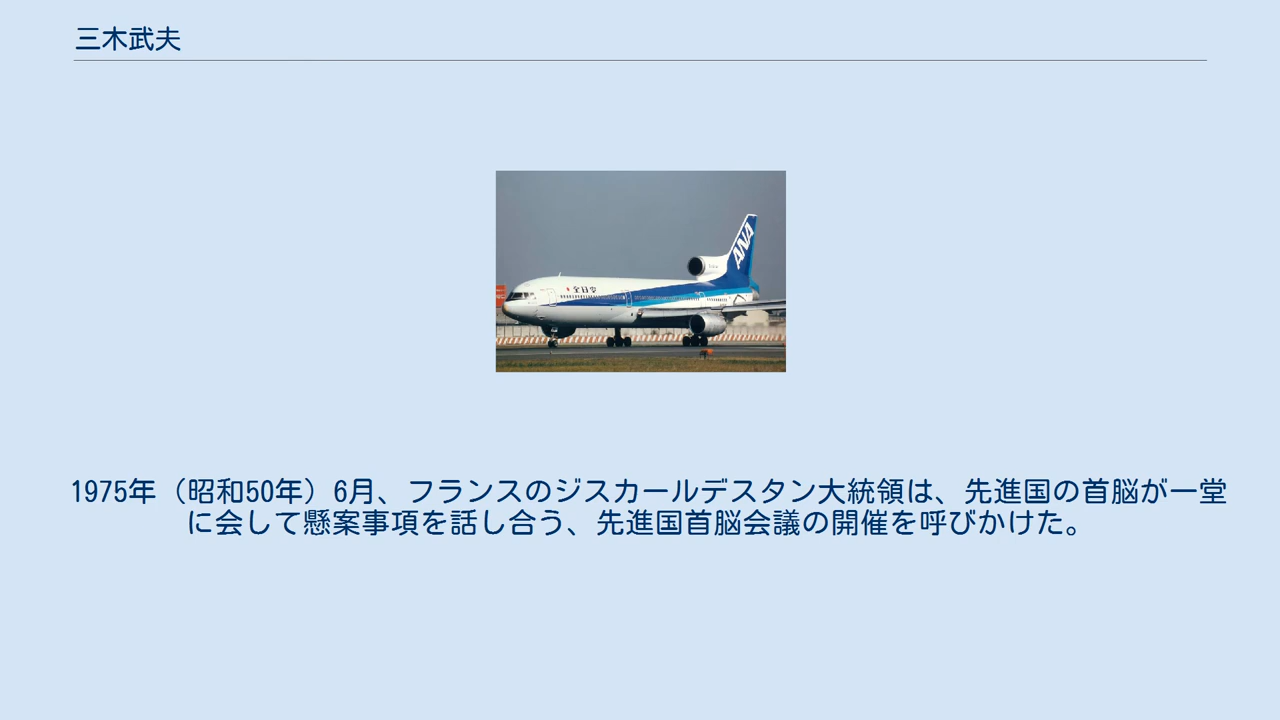 三木武夫
ANA
全日空
1975年（昭和50年）6月、フランスのジスカールデスタン大統領は、先進国の首脳が一堂
に会して懸案事項を話し合う、先進国首脳会議の開催を呼びかけた。